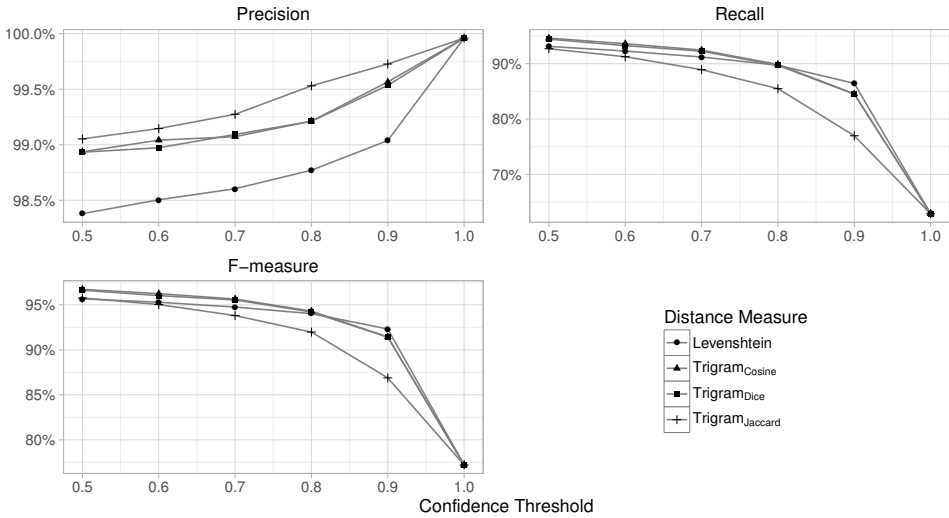 Precision
100.0%
99.5%
99.0%
98.5%
0.5 0.6 0.7 0.8 0.9 1.0
Recall
90%
80%
70%
0.5 0.6 0.7 0.8 0.9 1.0
F−measure
95%
90%
85%
80%
0.5 0.6 0.7 0.8 0.9 1.0
Distance Measure
Levenshtein
TrigramCosine
TrigramDice
TrigramJaccard
Confidence Threshold